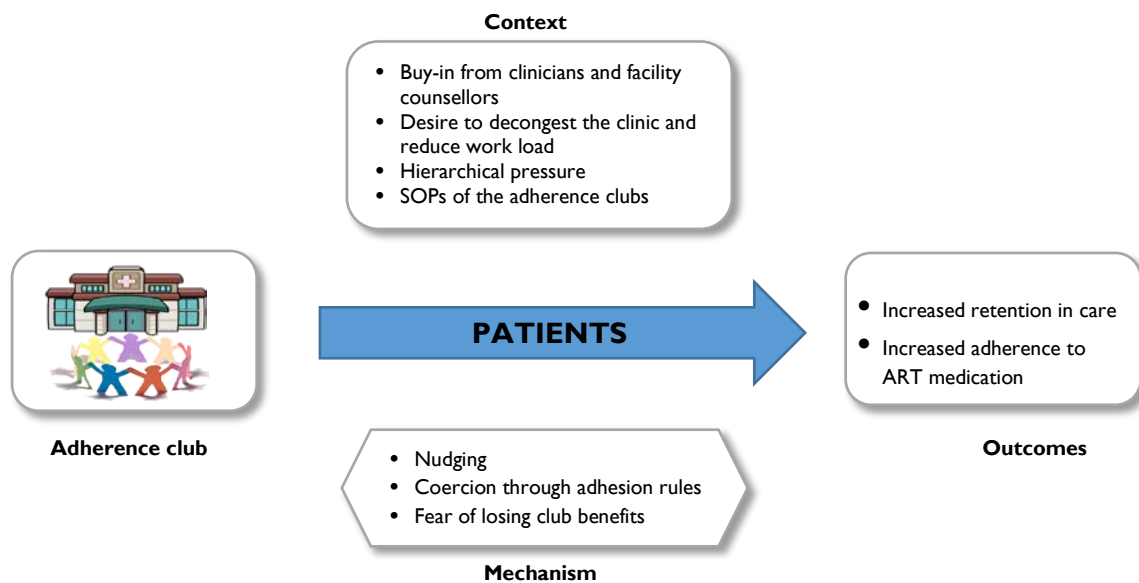 Context
• Buy-in from clinicians and facility
counsellors
• Desire to decongest the clinic and
reduce work load
• Hierarchical pressure
• SOPs of the adherence clubs
PATIENTS
• Increased retention in care
• Increased adherence to
ART medication
Adherence club
Outcomes
• Nudging
• Coercion through adhesion rules
• Fear of losing club benefits
Mechanism